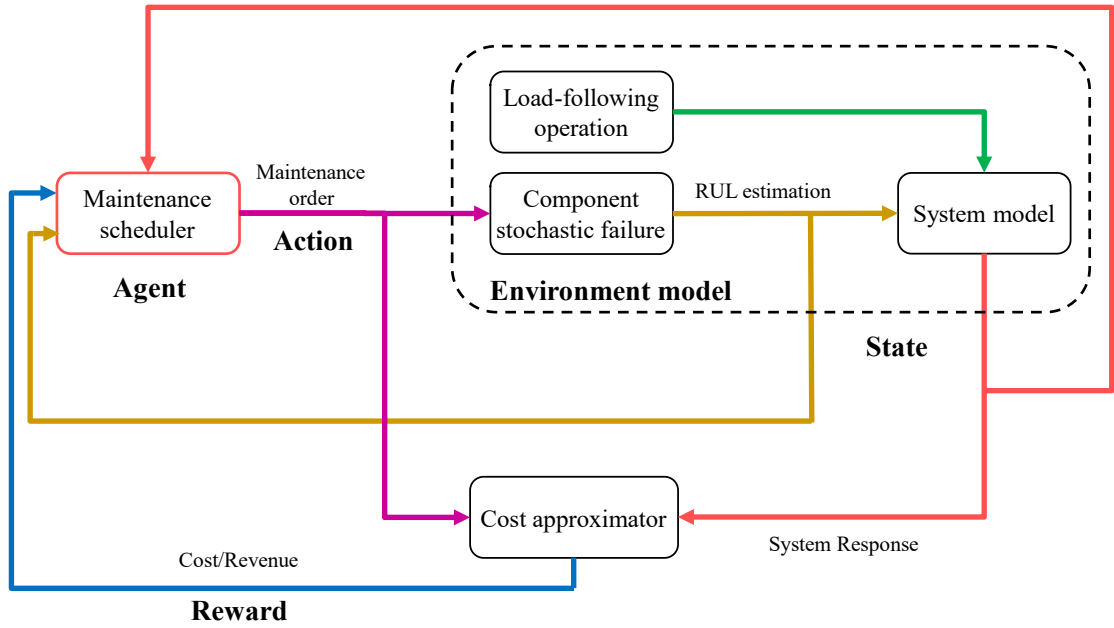 Load-following
operation
Maintenance
scheduler
Maintenance
order
Action
Component
stochastic failure
RUL estimation
System model
Agent
Environment model
State
Cost approximator
System Response
Cost/Revenue
Reward